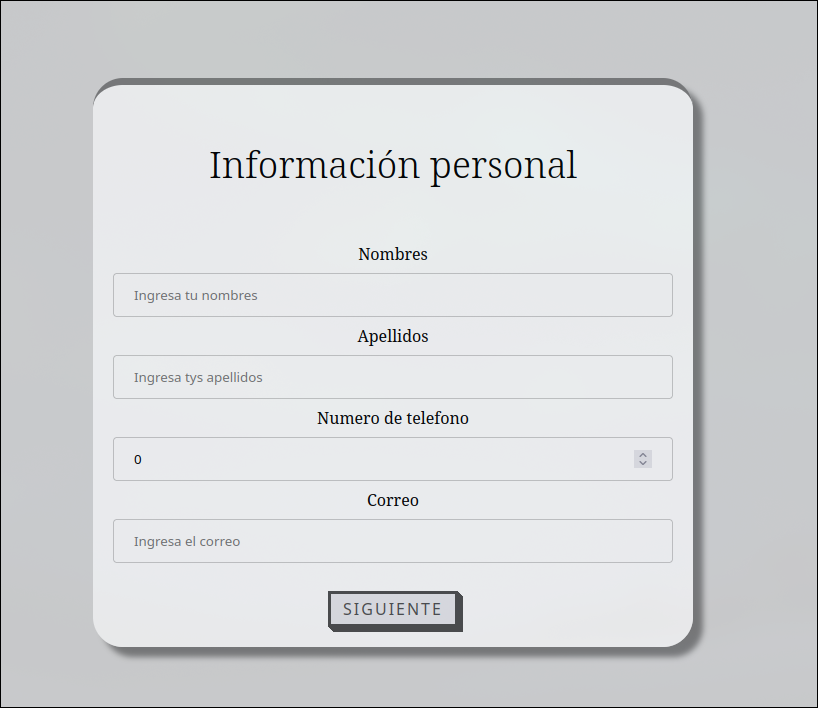 Información personal
Nombres
Ingresa tu nombres
Apellidos
Ingresa tys apellidos
Numero de telefono
0
Correo
Ingresa el correo
SIGUIENTE